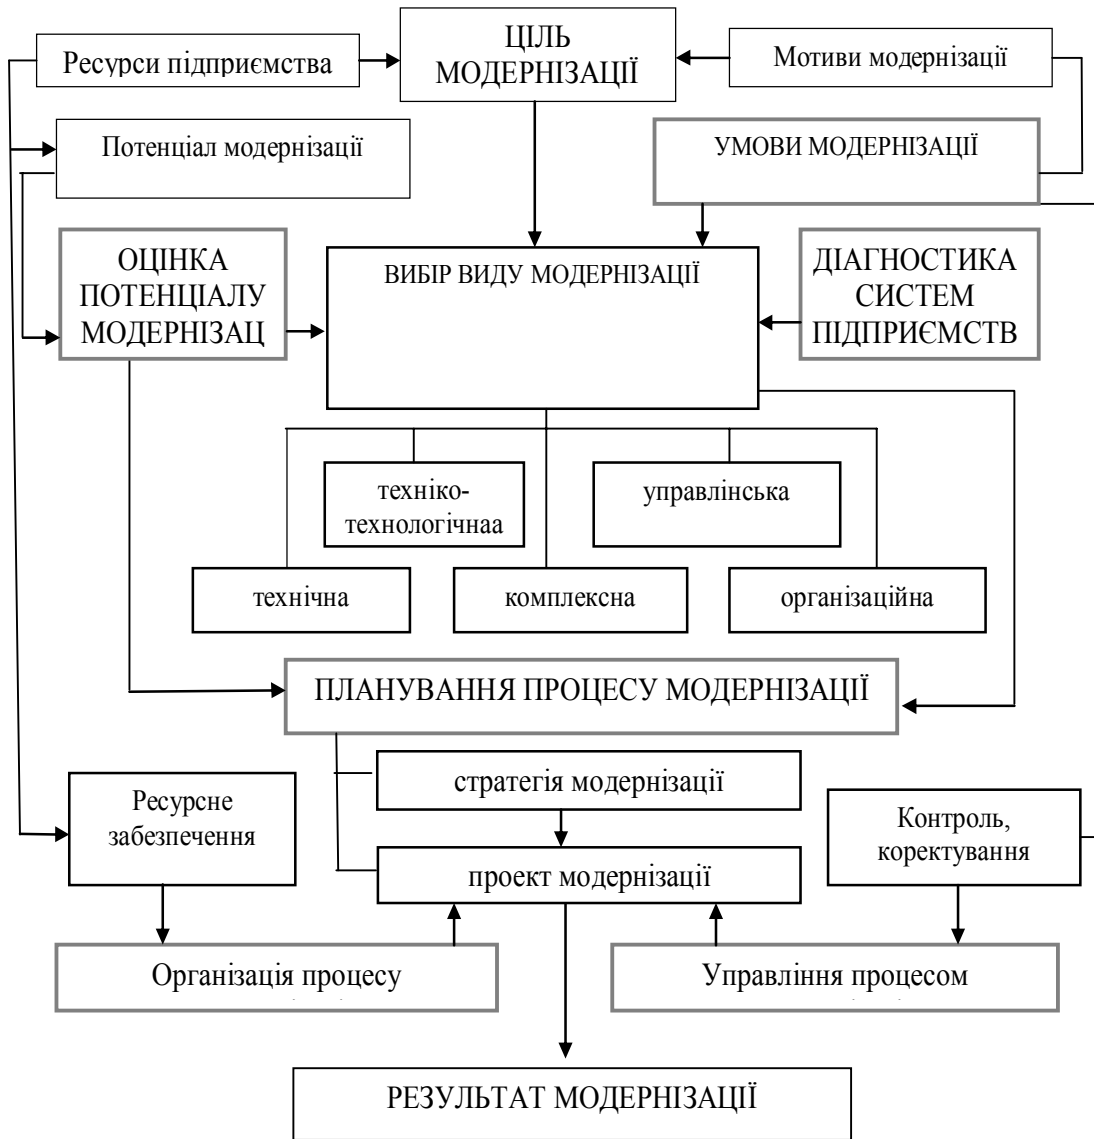 ЦІЛЬ
МОДЕРНІЗАЦІЇ
Ресурси підприємства
Мотиви модернізації
Потенціал модернізації
УМОВИ МОДЕРНІЗАЦІЇ
ОЦІНКА
ПОТЕНЦІАЛУ
МОДЕРНІЗАЦ
ВИБІР ВИДУ МОДЕРНІЗАЦІЇ
ДІАГНОСТИКА
СИСТЕМ
ПІДПРИЄМСТВ
техніко-
технологічнаа
управлінська
технічна
комплексна
організаційна
ПЛАНУВАННЯ ПРОЦЕСУ МОДЕРНІЗАЦІЇ
стратегія модернізації
Ресурсне
забезпечення
Контроль,
коректування
проект модернізації
Організація процесу
Управління процесом
РЕЗУЛЬТАТ МОДЕРНІЗАЦІЇ